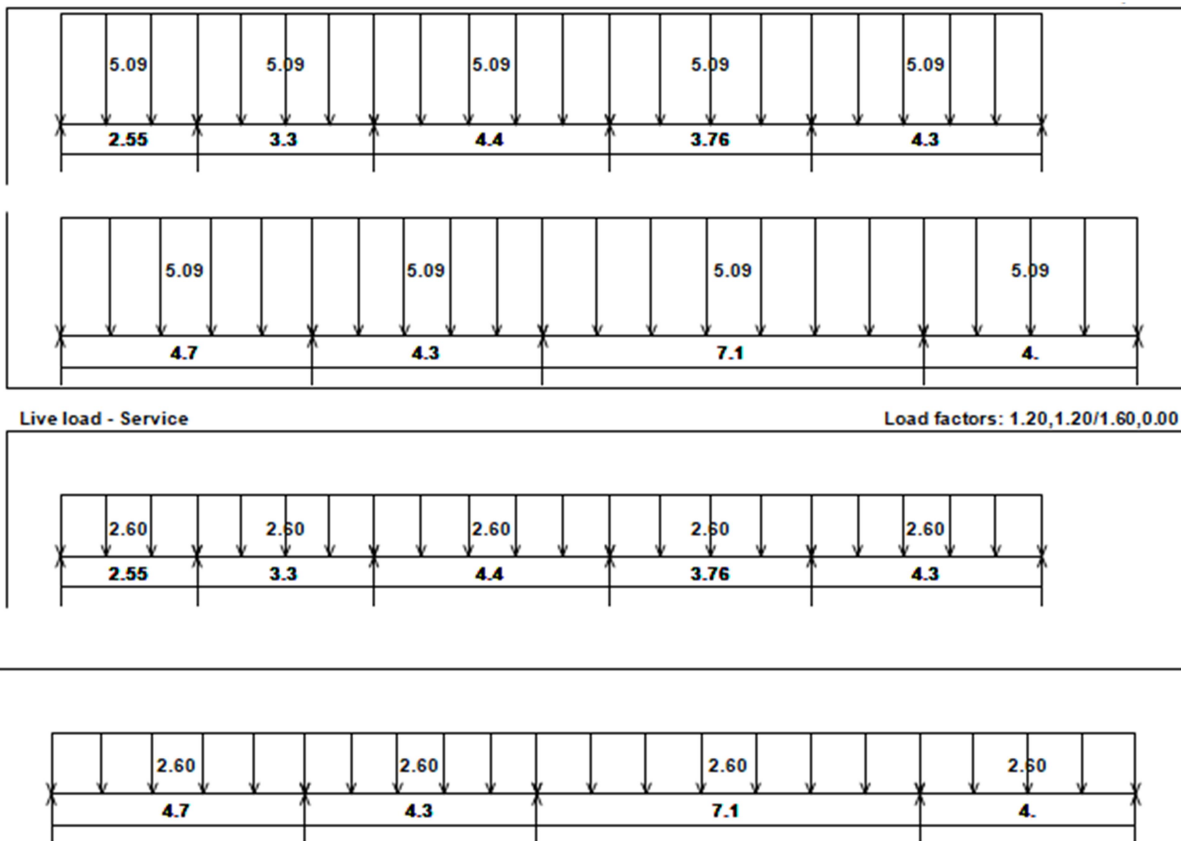 5.09 5.09 5.09 5.09 5.09
2.55 3.3 4.4 3.76 4.3
5.09 5.09 5.09 5.09
4.7 4.3 7.1 4.
Live load - Service Load factors: 1.20,1.20/1.60,0.00
2.60 2.60 2.60 2.60 2.60
2.55 3.3 4.4 3.76 4.3
2.60 2.60 2.60 2.60
4.7 4.3 7.1 4.